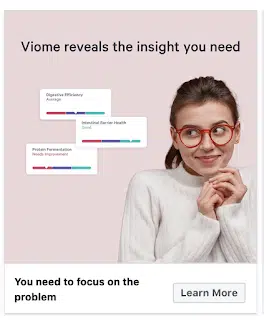 Viome reveals the insight you need
Digestive Efficiency
Average
Intestinal Barrier Health
Good
Protein Fermentation
Needs Improvement
You need to focus on the
problem
Learn More